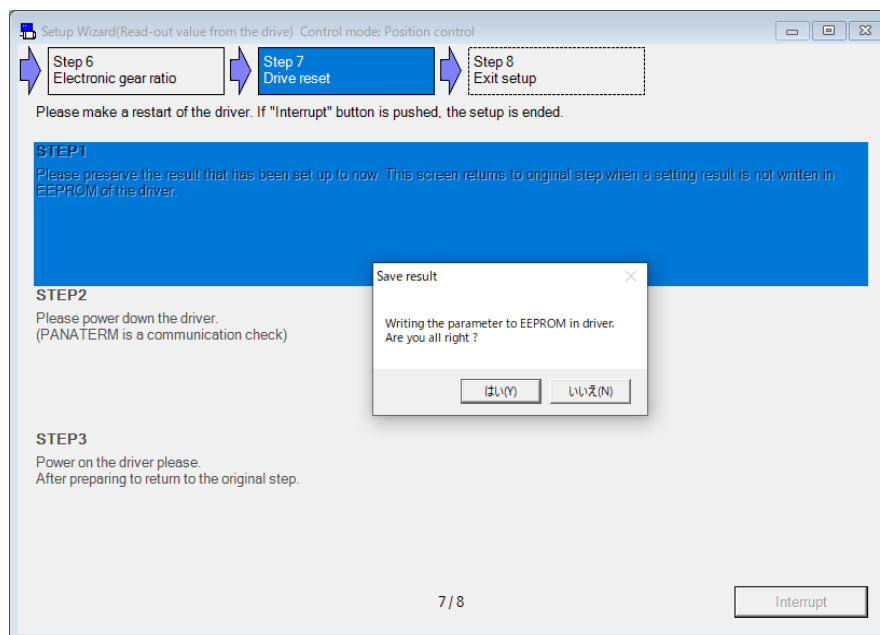 Setup Wizard(Read-out value from the drive) Control mode: Position control
Step 6
Electronic gear ratio
Step 7
Drive reset
Step 8
Exit setup
Please make a restart of the driver. If "Interrupt" button is pushed, the setup is ended.
STEP1
Please preserve the result that has been set up to now. This screen returns to original step when a setting result is not written in
EEPROM of the driver.
Save result
Writing the parameter to EEPROM in driver.
Are you all right ?
はい(Y)
いいえ(N)
STEP2
Please power down the driver.
(PANATERM is a communication check)
STEP3
Power on the driver please.
After preparing to return to the original step.
7 / 8
Interrupt